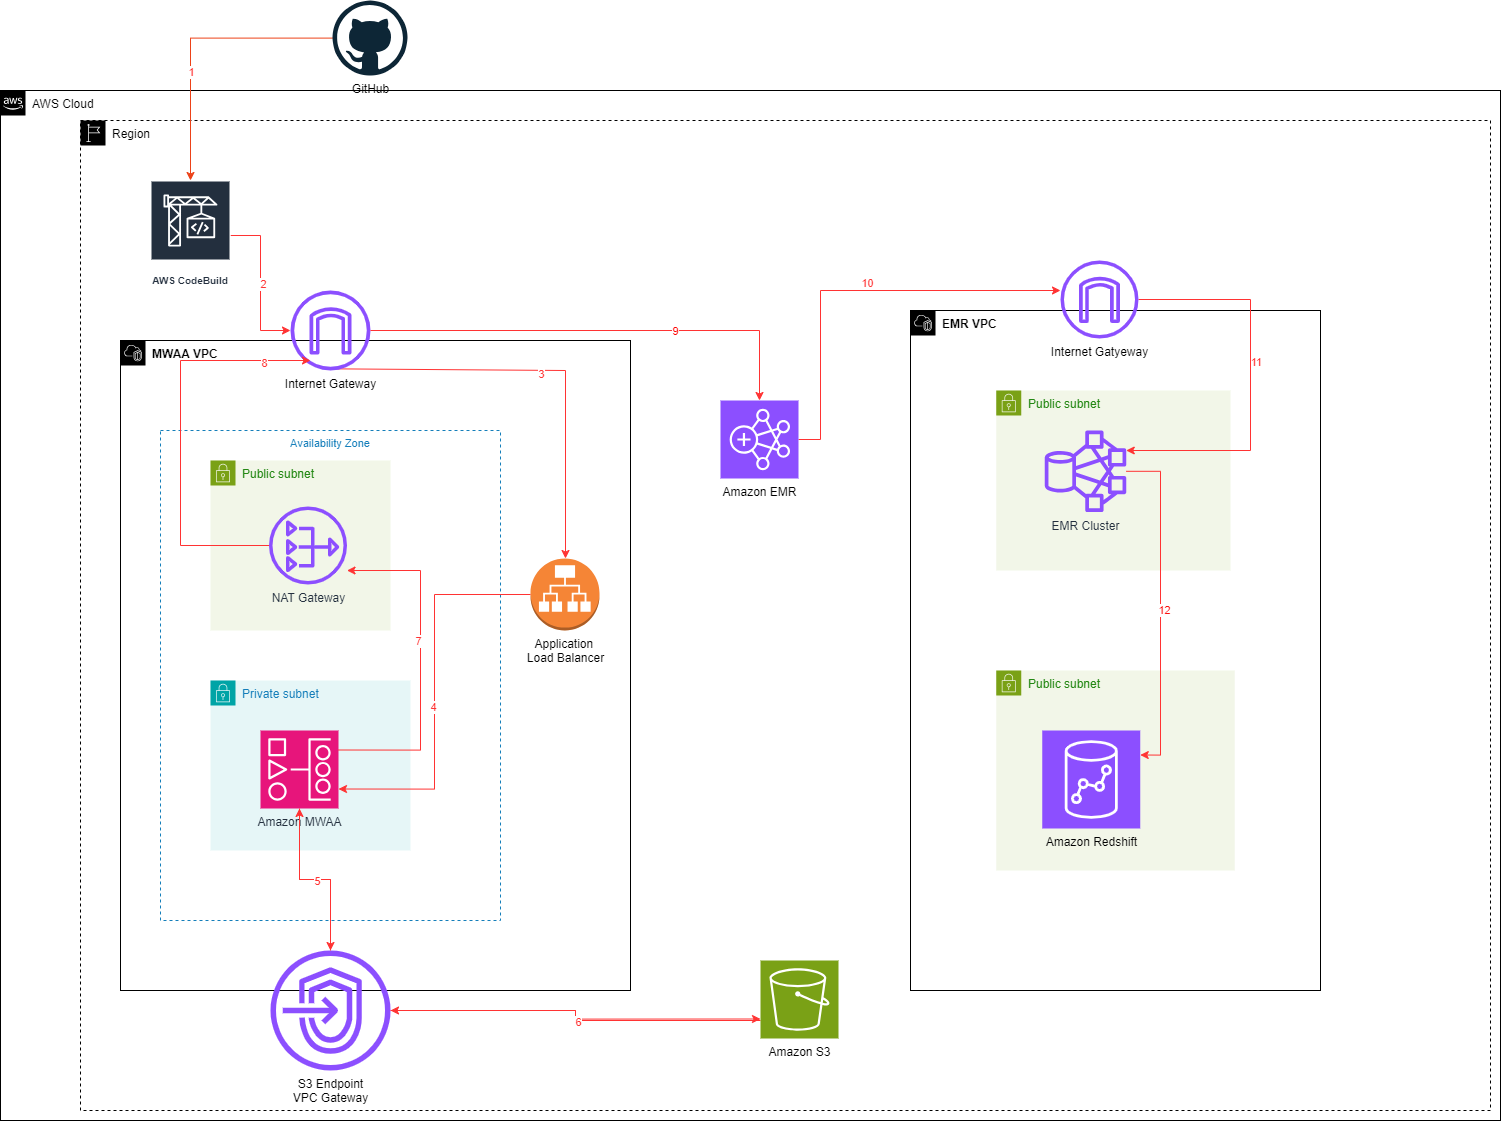 GitHub
1
aws
AWS Cloud
Region
AWS CodeBuild
2
Internet Gateway
MWAA VPC
8
3
9
10
Internet Gatyeway
EMR VPC
11
Availability Zone
Public subnet
NAT Gateway
7
Application
Load Balancer
Amazon EMR
Public subnet
EMR Cluster
12
Private subnet
4
Amazon MWAA
5
Public subnet
Amazon Redshift
S3 Endpoint
VPC Gateway
6
Amazon S3